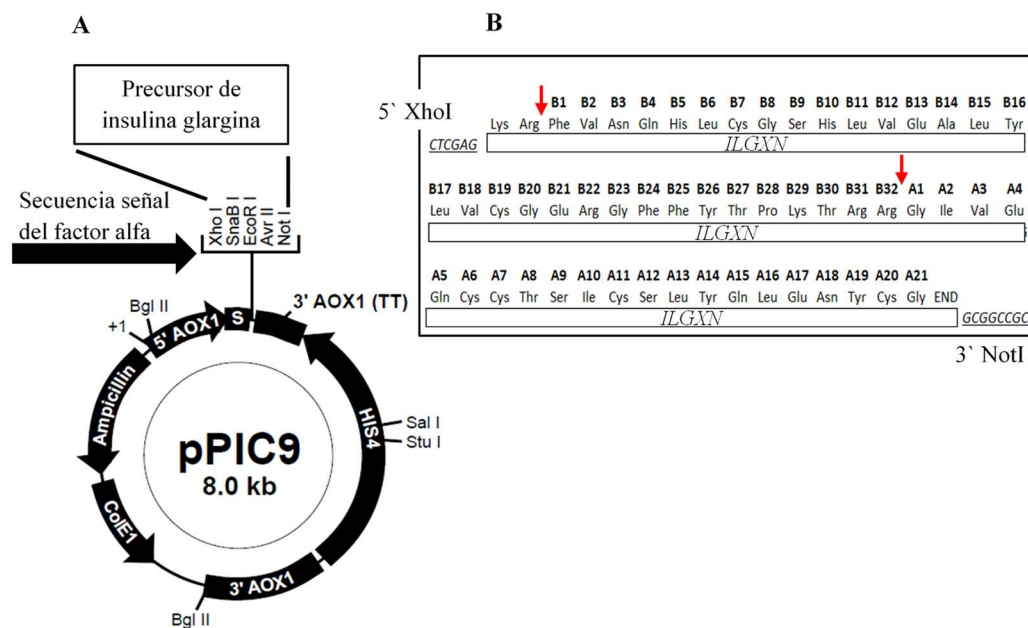 A
Precursor de
insulina glargina
Secuencia señal
del factor alfa
Xho I
SnaB I
EcoR I
Avr II
Not I
Bgl II
+1
5' AOX1
S
3' AOX1 (TT)
Ampicillin
HIS4
Sal I
Stu I
pPIC9
8.0 kb
ColE1
3' AOX1
Bgl II
B
5` XhoI
B1 B2 B3 B4 B5 B6 B7 B8 B9 B10 B11 B12 B13 B14 B15 B16
Lys Arg Phe Val Asn Gln His Leu Cys Gly Ser His Leu Val Glu Ala Leu Tyr
CTCGAG
ILGXN
B17 B18 B19 B20 B21 B22 B23 B24 B25 B26 B27 B28 B29 B30 B31 B32 A1 A2 A3 A4
Leu Val Cys Gly Glu Arg Gly Phe Phe Tyr Thr Pro Lys Thr Arg Arg Gly Ile Val Glu
ILGXN
A5 A6 A7 A8 A9 A10 A11 A12 A13 A14 A15 A16 A17 A18 A19 A20 A21
Gln Cys Cys Thr Ser Ile Cys Ser Leu Tyr Gln Leu Glu Asn Tyr Cys Gly END
ILGXN
GCGGCCGC
3` NotI